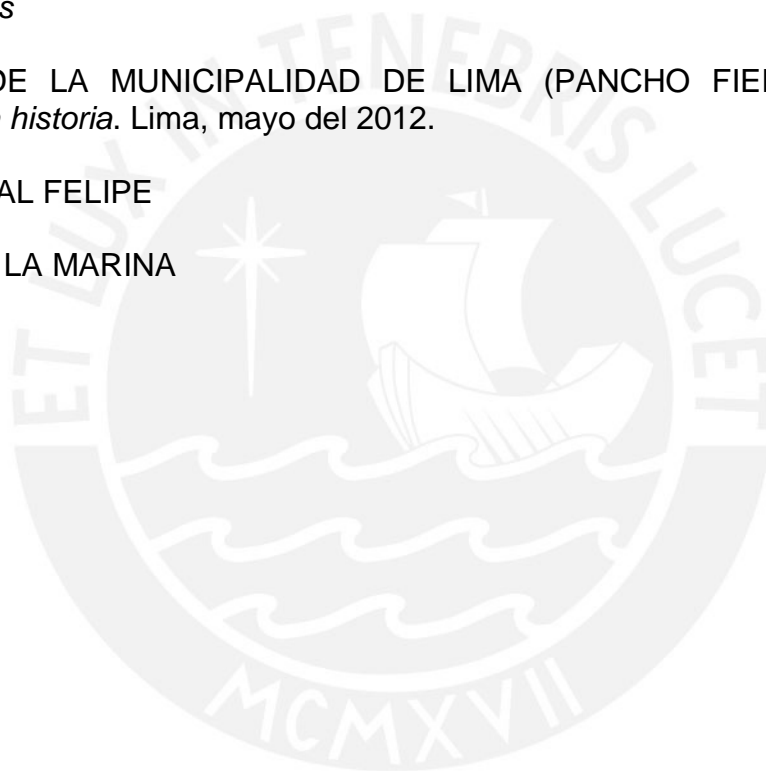 s
DE LA MUNICIPALIDAD DE LIMA (PANCHO FIE
historia. Lima, mayo del 2012.
AL FELIPE
LA MARINA
ET LUX IN TENEBRIS LUCET
MCMXVII